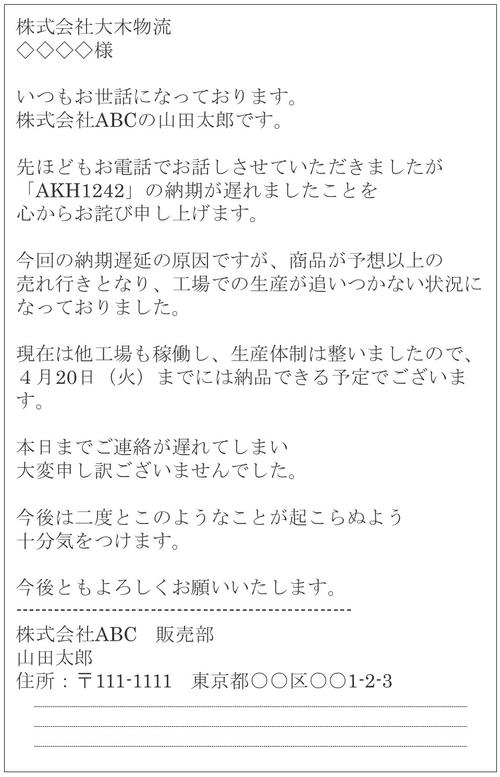 株式会社大木物流
◇◇◇◇様
いつもお世話になっております。
株式会社ABCの山田太郎です。
先ほどもお電話でお話しさせていただきましたが
「AKH1242」の納期が遅れましたことを
心からお詫び申し上げます。
今回の納期遅延の原因ですが、商品が予想以上の
売れ行きとなり、工場での生産が追いつかない状況に
なっておりました。
現在は他工場も稼働し、生産体制は整いましたので、
４月20日（火）までには納品できる予定でございま
す。
本日までご連絡が遅れてしまい
大変申し訳ございませんでした。
今後は二度とこのようなことが起こらぬよう
十分気をつけます。
今後ともよろしくお願いいたします。
------------------------------------------------------
株式会社ABC　販売部
山田太郎
住所：〒111-1111　東京都○○区○○1-2-3